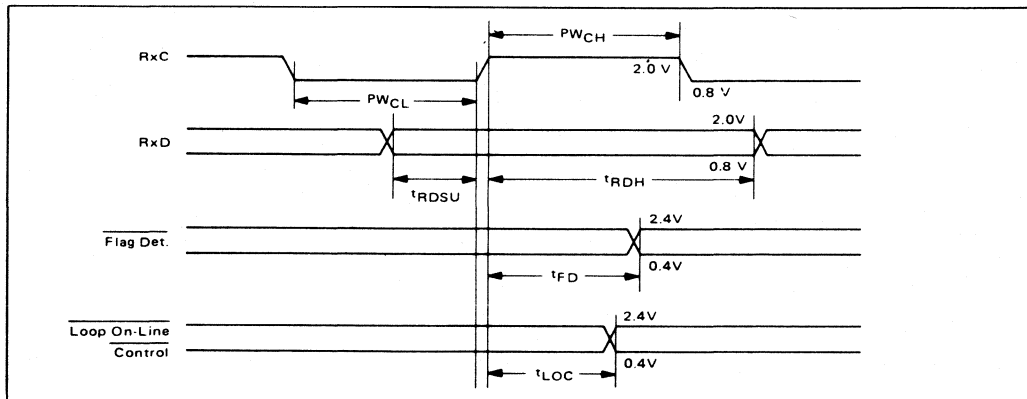 PWCH
RxC
2.0 V
0.8 V
PWCL
2.0V
RxD
0.8 V
tRDSU
tRDH
2.4V
Flag Det.
0.4V
tFD
Loop On-Line
2.4V
Control
0.4V
tLOC